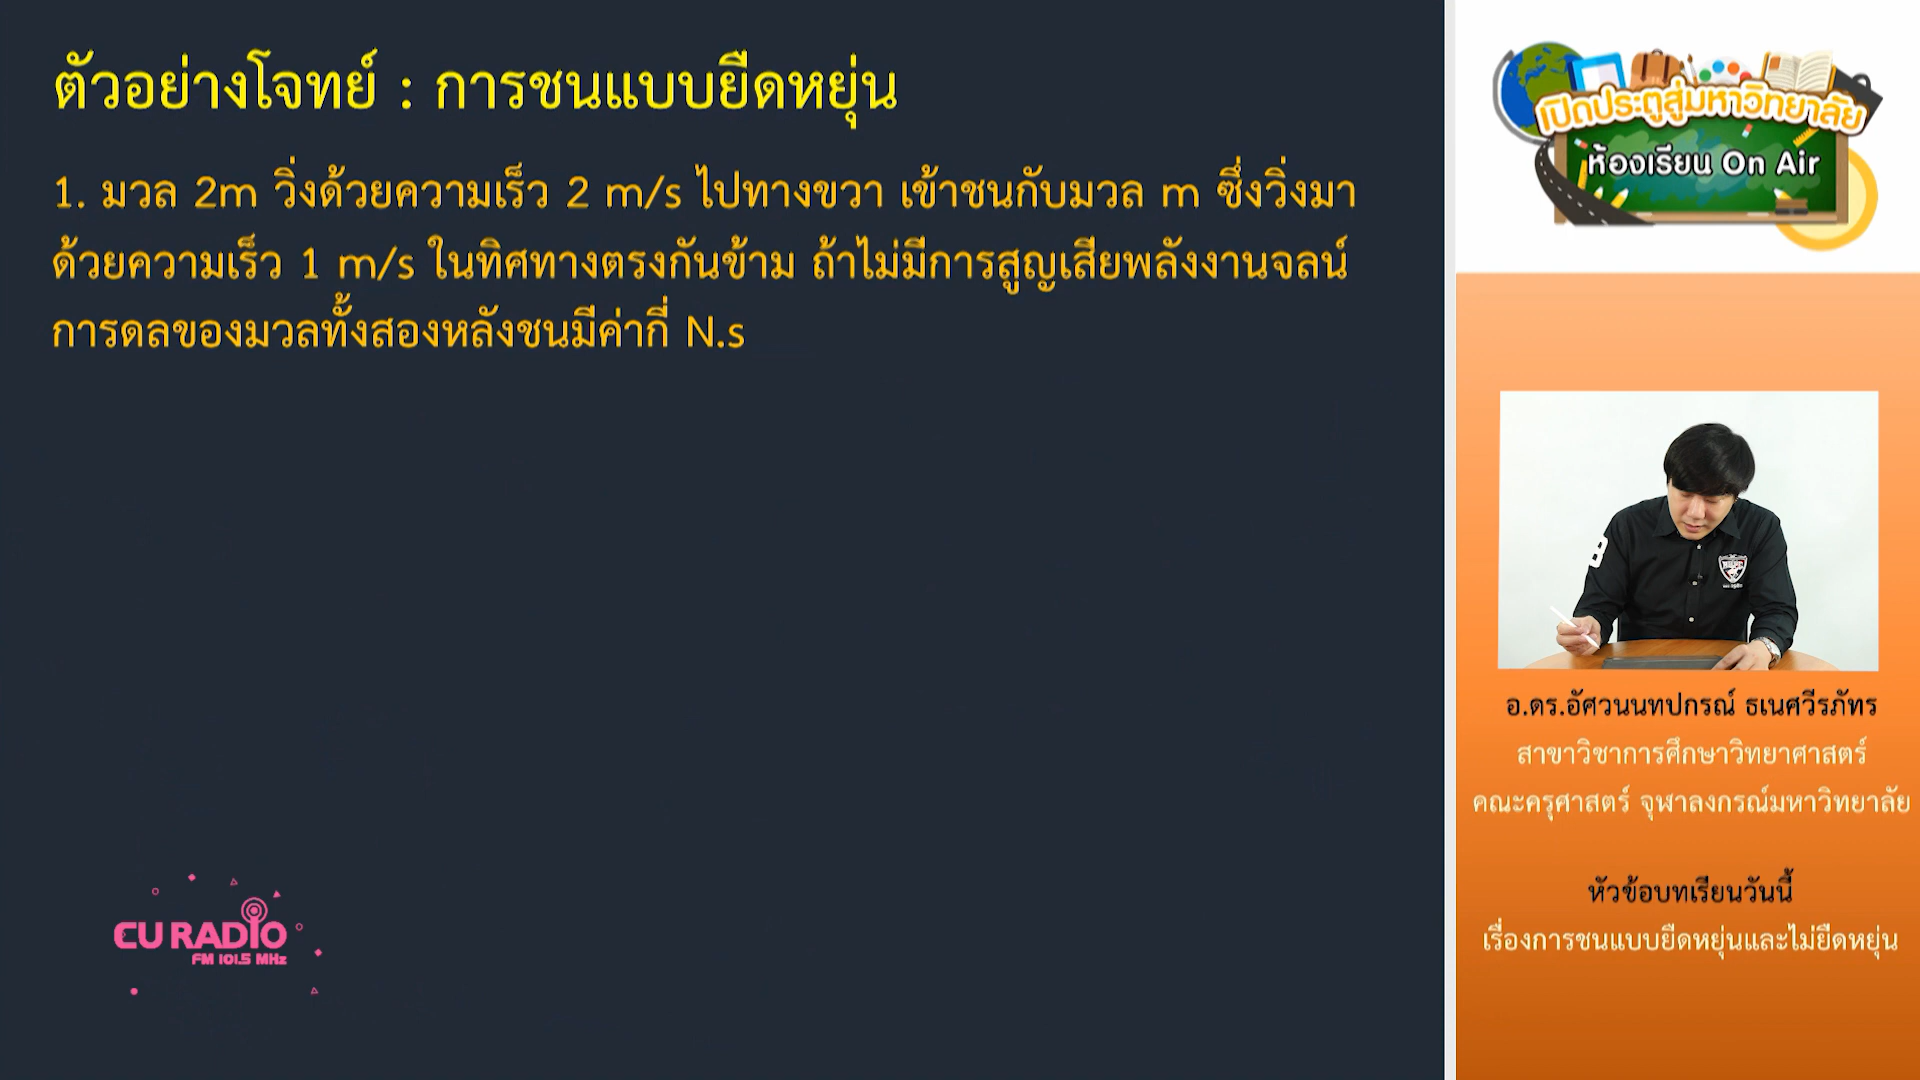 ตัวอย่างโจทย์ : การชนแบบยืดหยุ่น
1. มวล 2m วิ่งด้วยความเร็ว 2 m/s ไปทางขวา เข้าชนกับมวล m ซึ่งวิ่งมา
ด้วยความเร็ว 1 m/s ในทิศทางตรงกันข้าม ถ้าไม่มีการสูญเสียพลังงานจลน์
การดลของมวลทั้งสองหลังชนมีค่ากี่ N.s
CU RADIO
FM 101.5 MHz
เปิดประตูสู่มหาวิทยาลัย
ห้องเรียน On Air
อ.ดร.อัศวนนทปกรณ์ ธเนศวีรภัทร
สาขาวิชาการศึกษาวิทยาศาสตร์
คณะครุศาสตร์ จุฬาลงกรณ์มหาวิทยาลัย
หัวข้อบทเรียนวันนี้
เรื่องการชนแบบยืดหยุ่นและไม่ยืดหยุ่น